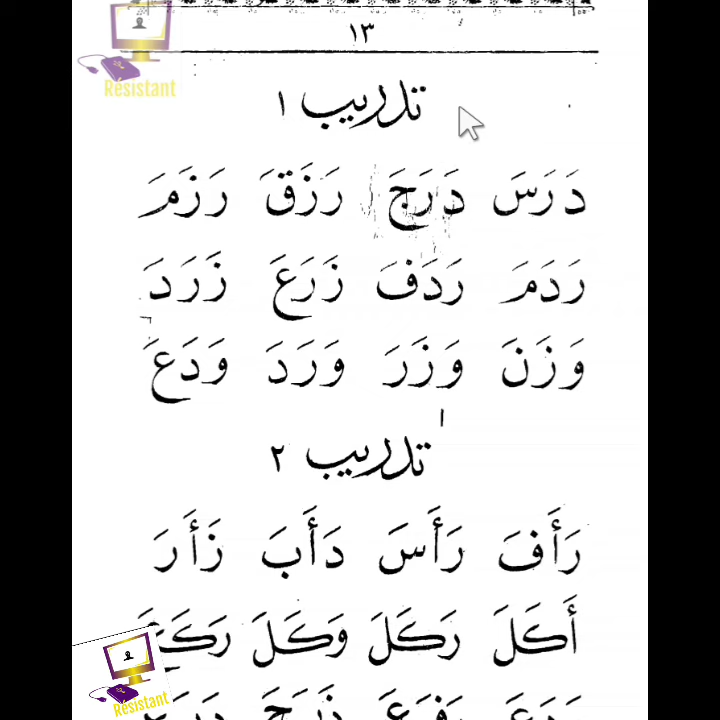 Resistant
١٣
تدريب ١
دَرَسَ دَرَجَ رَزَقَ رَزَمَ
رَدَمَ رَدَفَ زَرَعَ زَرَدَ
وَزَنَ وَزَرَ وَرَدَ وَدَعَ
تدريب ٢
رَأَفَ رَأَسَ دَأَبَ زَأَرَ
أَكَلَ رَكَلَ وَكَلَ رَكَعَ
Resistant